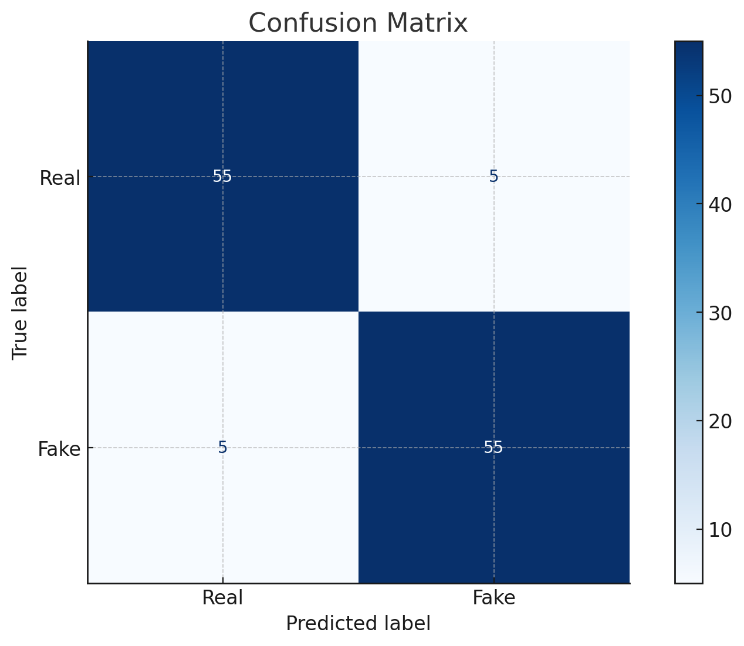 Confusion Matrix
True label
Real
55
5
Fake
5
55
Real
Fake
Predicted label
50
40
30
20
10